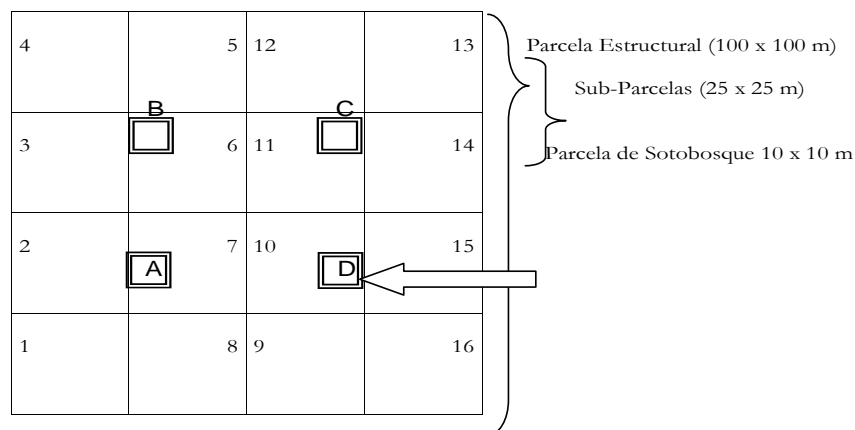 4 5 12 13 Parcela Estructural (100 x 100 m)
Sub-Parcelas (25 x 25 m)
B C
3 6 11 14 Parcela de Sotobosque 10 x 10 m
2 7 10 15
A D
1 8 9 16